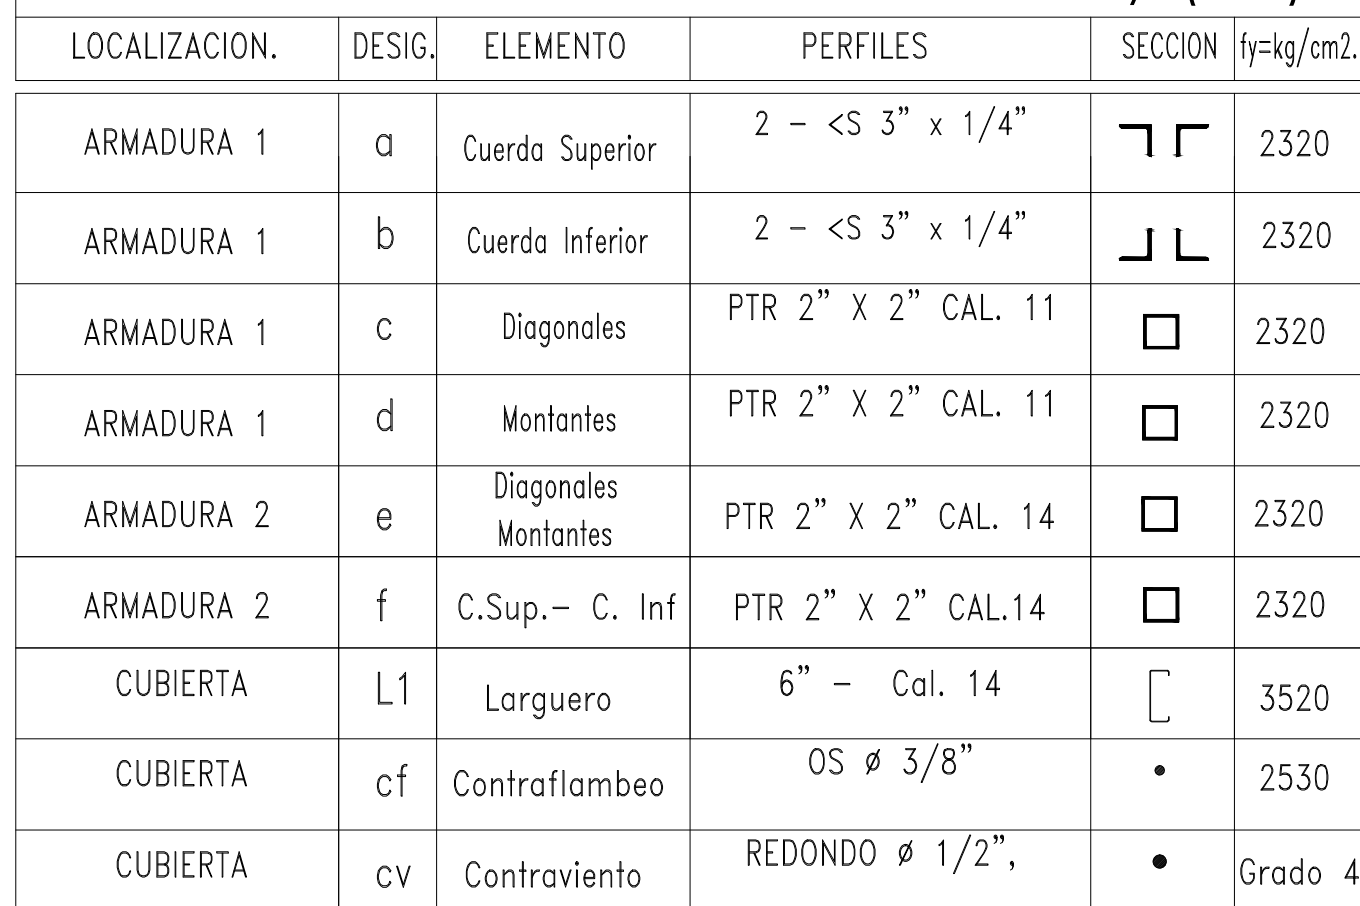 LOCALIZACION. DESIG. ELEMENTO PERFILES SECCION fy=kg/cm2.
ARMADURA 1 a Cuerda Superior 2 - <S 3" x 1/4" 2320
ARMADURA 1 b Cuerda Inferior 2 - <S 3" x 1/4" 2320
ARMADURA 1 c Diagonales PTR 2" X 2" CAL. 11 2320
ARMADURA 1 d Montantes PTR 2" X 2" CAL. 11 2320
ARMADURA 2 e Diagonales
Montantes PTR 2" X 2" CAL. 14 2320
ARMADURA 2 f C.Sup.- C. Inf PTR 2" X 2" CAL.14 2320
CUBIERTA L1 Larguero 6" - Cal. 14 3520
CUBIERTA cf Contraflambeo OS ø 3/8" 2530
CUBIERTA cv Contraviento REDONDO ø 1/2", Grado 4